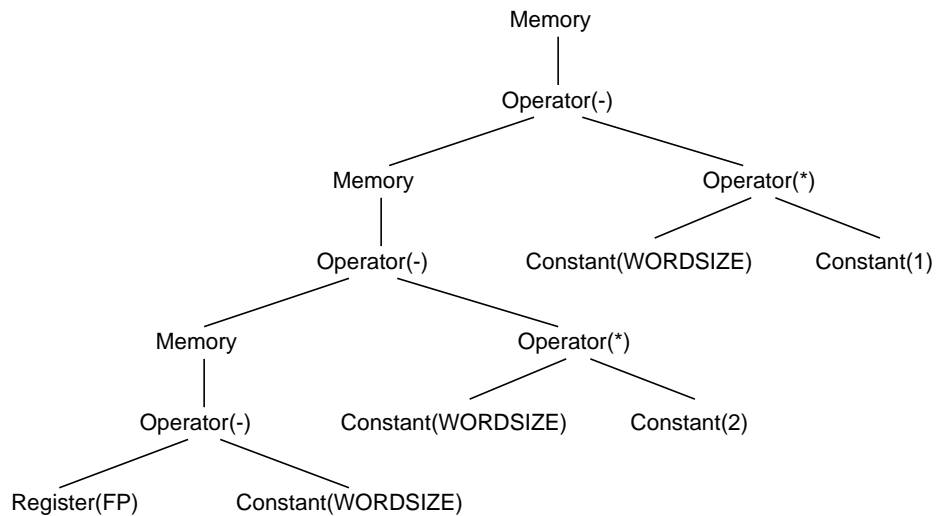 Memory
Operator(-)
Memory
Operator(*)
Operator(-)
Constant(WORDSIZE)
Constant(1)
Memory
Operator(*)
Operator(-)
Constant(WORDSIZE)
Constant(2)
Register(FP)
Constant(WORDSIZE)